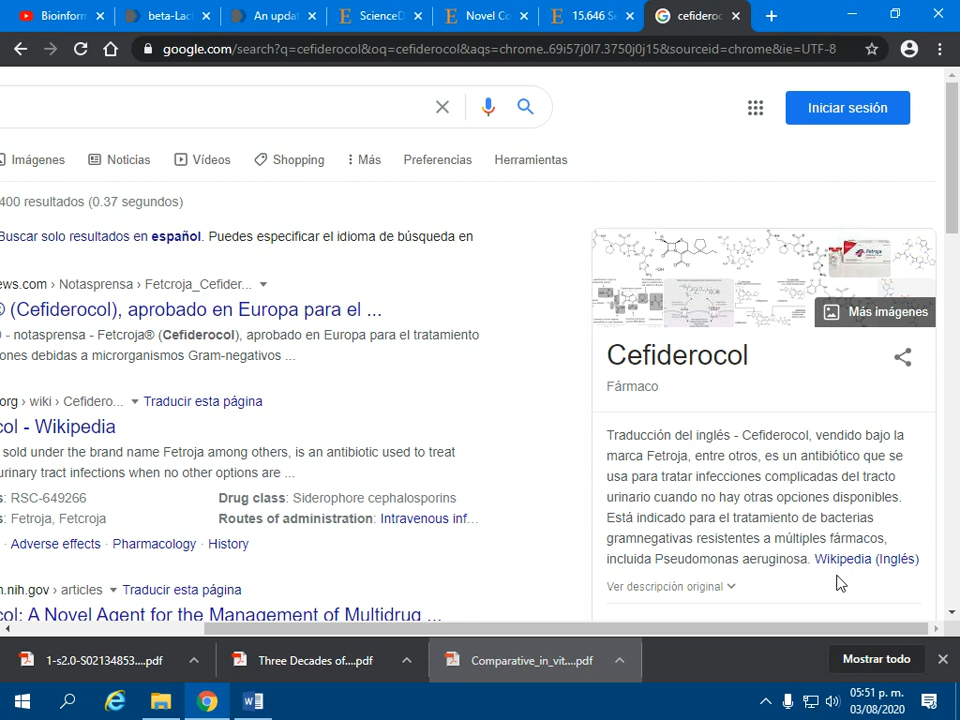 Bioinforr
beta-Lact
An updat
ScienceD
Novel Co
15.646 Se
cefideroc
google.com/search?q=cefiderocol&oq=cefiderocol&aqs=chrome..69i57j0l7.3750j0j15&sourceid=chrome&ie=UTF-8
Iniciar sesión
Imágenes Noticias Vídeos Shopping Más Preferencias Herramientas
400 resultados (0.37 segundos)
Buscar solo resultados en español. Puedes especificar el idioma de búsqueda en
ews.com › Notasprensa › Fetcroja_Cefider...
® (Cefiderocol), aprobado en Europa para el ...
- notasprensa - Fetcroja® (Cefiderocol), aprobado en Europa para el tratamiento
ones debidas a microrganismos Gram-negativos ...
org › wiki › Cefidero... Traducir esta página
col - Wikipedia
sold under the brand name Fetroja among others, is an antibiotic used to treat
urinary tract infections when no other options are ...
s: RSC-649266 Drug class: Siderophore cephalosporins
s: Fetroja, Fetcroja Routes of administration: Intravenous inf...
· Adverse effects · Pharmacology · History
n.nih.gov › articles Traducir esta página
col: A Novel Agent for the Management of Multidrug ...
Fetroja
Más imágenes
Cefiderocol
Fármaco
Traducción del inglés - Cefiderocol, vendido bajo la
marca Fetroja, entre otros, es un antibiótico que se
usa para tratar infecciones complicadas del tracto
urinario cuando no hay otras opciones disponibles.
Está indicado para el tratamiento de bacterias
gramnegativas resistentes a múltiples fármacos,
incluida Pseudomonas aeruginosa. Wikipedia (Inglés)
Ver descripción original
1-s2.0-S02134853....pdf
Three Decades of....pdf
Comparative_in_vit....pdf
Mostrar todo
05:51 p. m.
03/08/2020